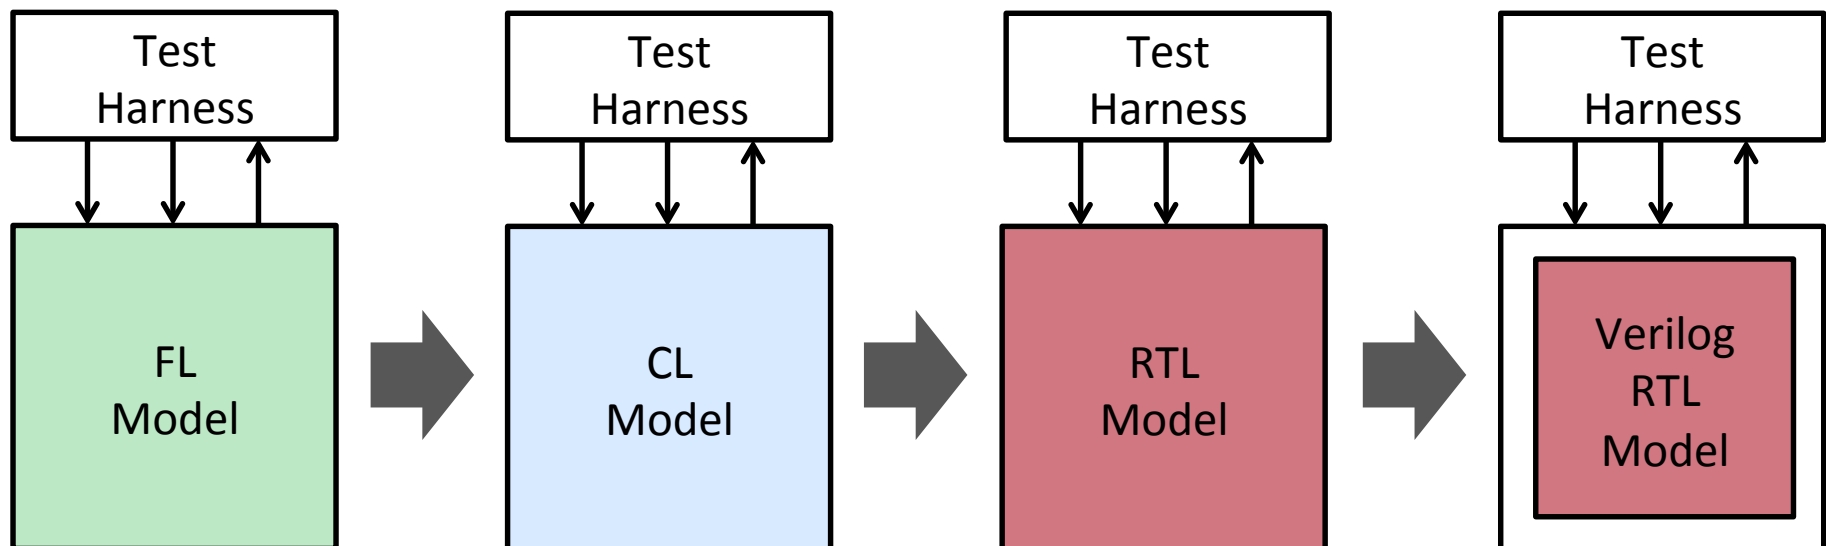 Test
Harness
Test
Harness
Test
Harness
Test
Harness
FL
Model
CL
Model
RTL
Model
Verilog
RTL
Model